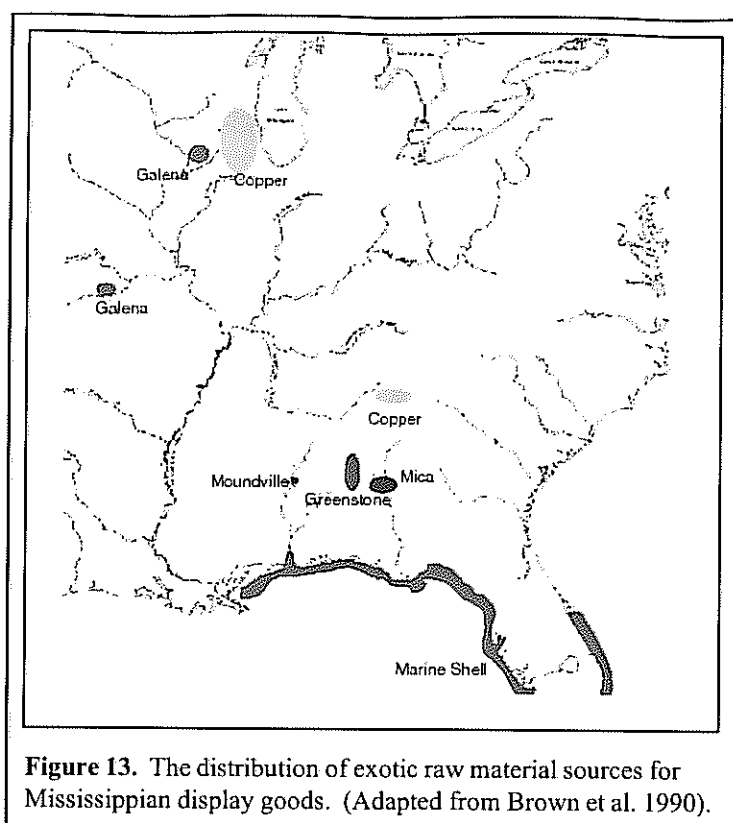 Galena
Copper
Galena
Copper
Moundville
Mica
Greenstone
Marine Shell
Figure 13. The distribution of exotic raw material sources for
Mississippian display goods. (Adapted from Brown et al. 1990).